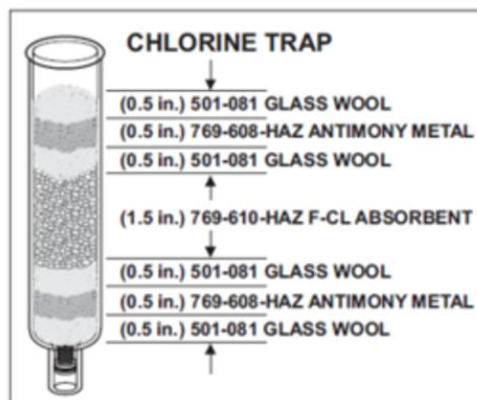 CHLORINE TRAP
(0.5 in.) 501-081 GLASS WOOL
(0.5 in.) 769-608-HAZ ANTIMONY METAL
(0.5 in.) 501-081 GLASS WOOL
(1.5 in.) 769-610-HAZ F-CL ABSORBENT
(0.5 in.) 501-081 GLASS WOOL
(0.5 in.) 769-608-HAZ ANTIMONY METAL
(0.5 in.) 501-081 GLASS WOOL